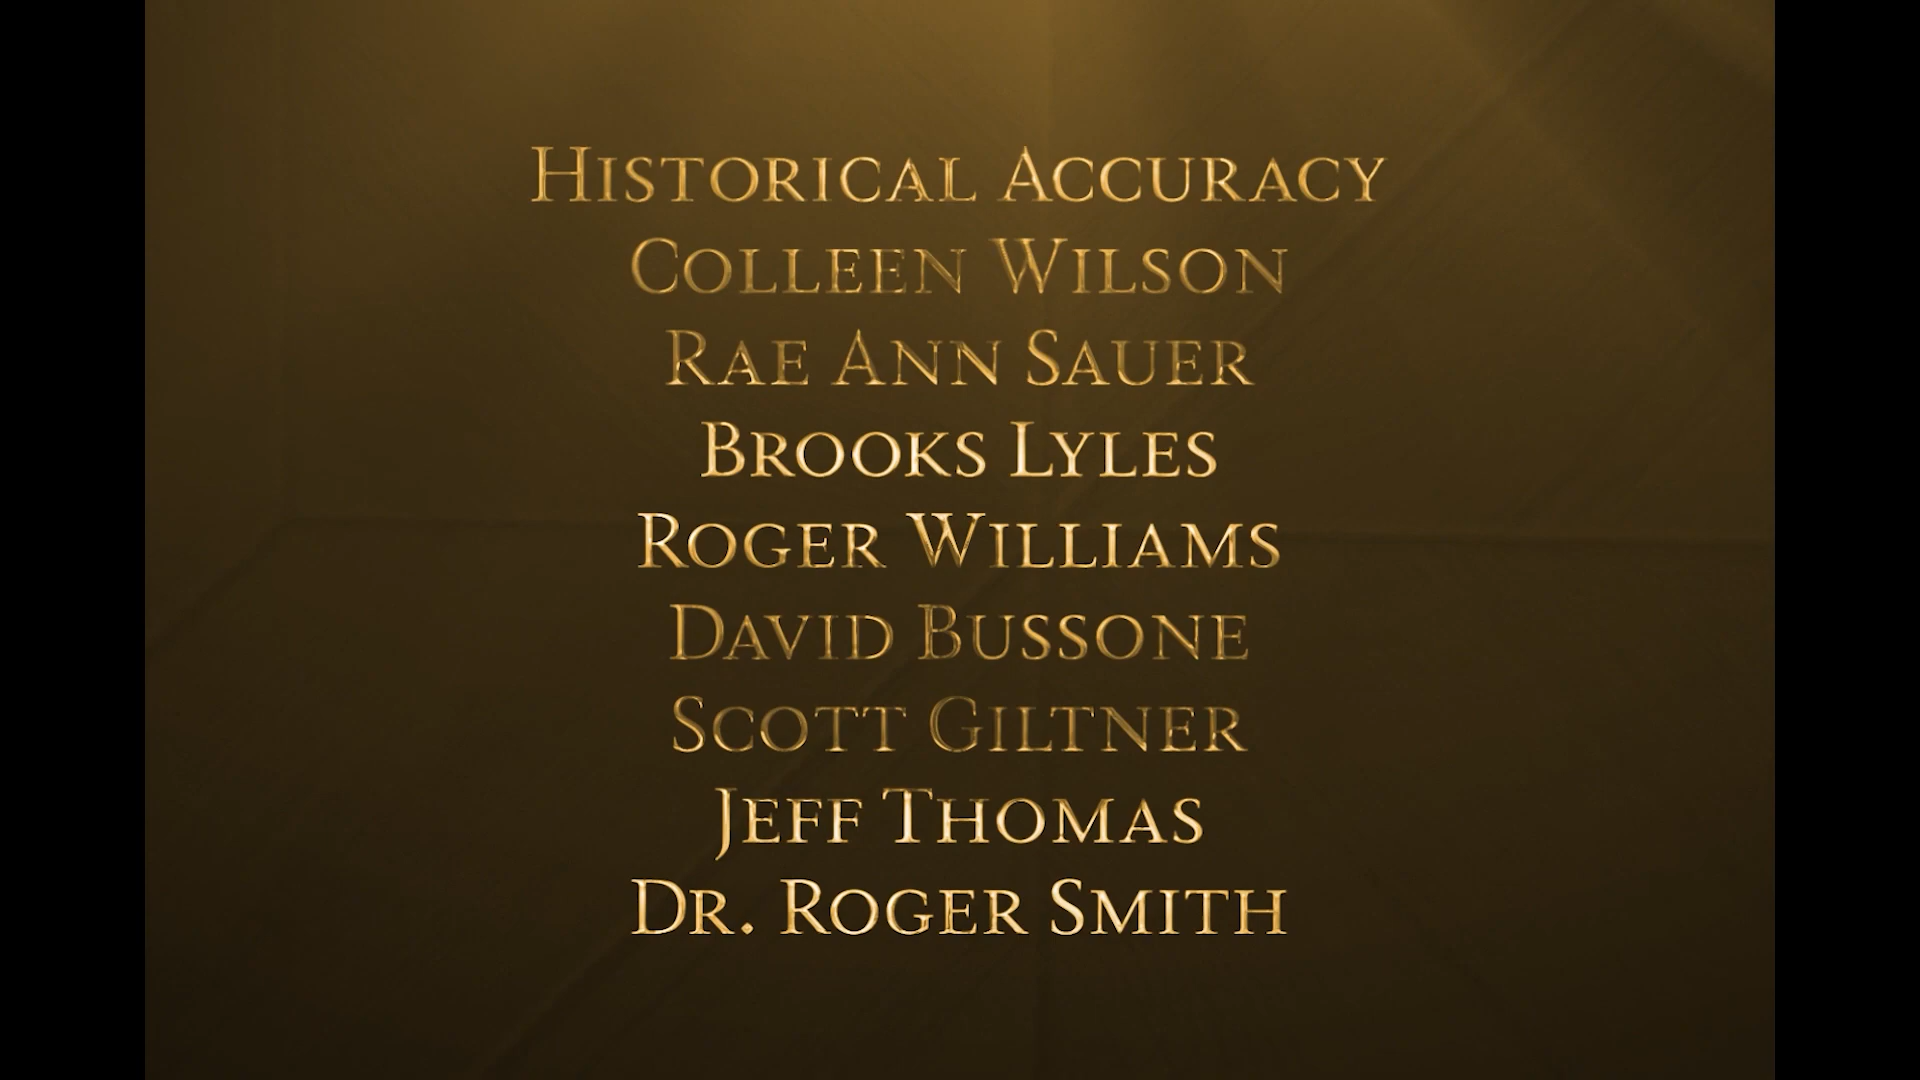 Historical Accuracy
Colleen Wilson
Rae Ann Sauer
Brooks Lyles
Roger Williams
David Bussone
Scott Giltner
Jeff Thomas
Dr. Roger Smith